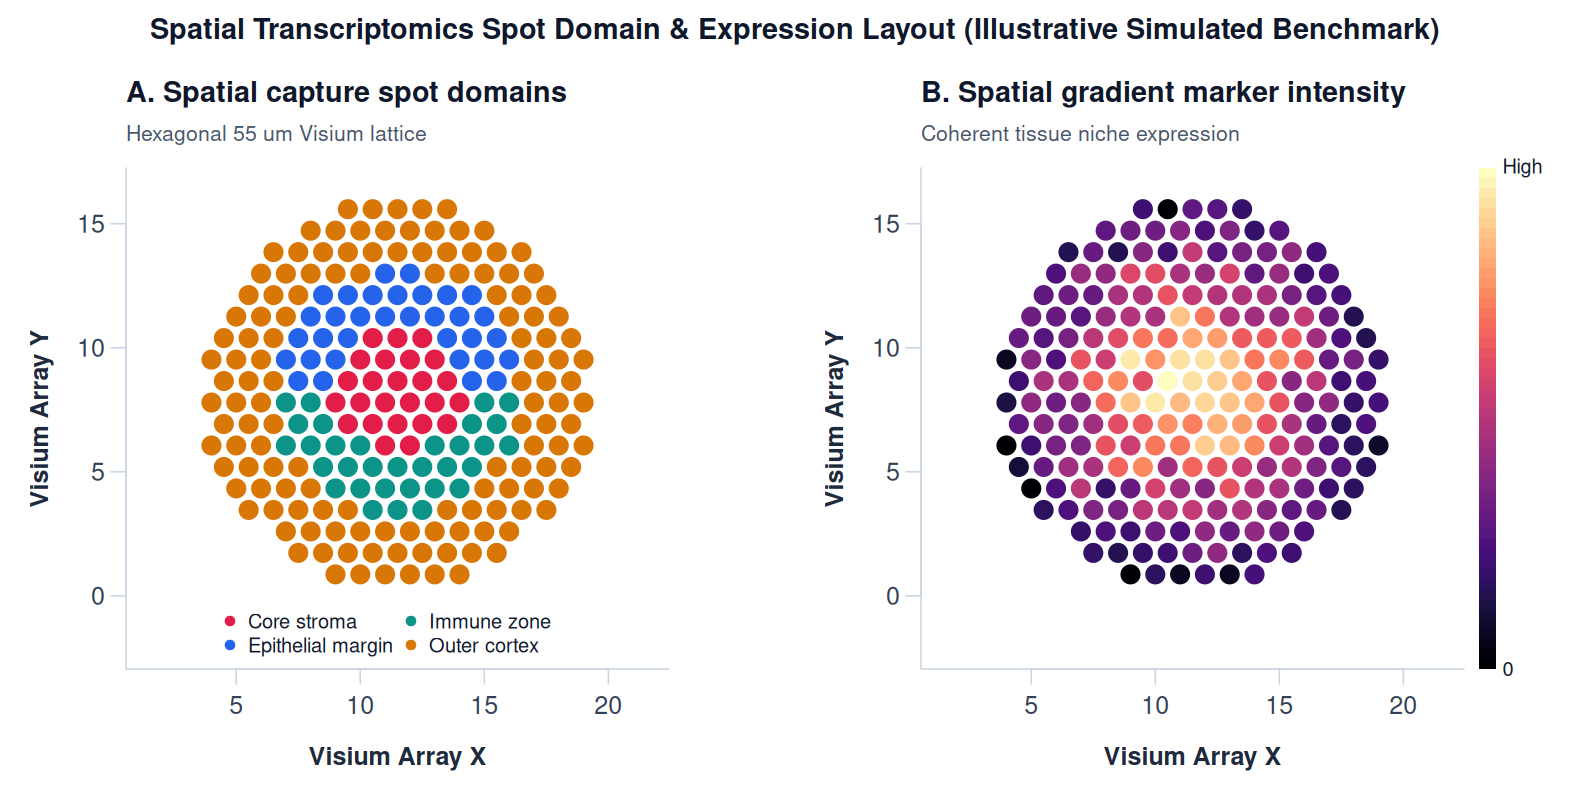 Spatial Transcriptomics Spot Domain & Expression Layout (Illustrative Simulated Benchmark)
A. Spatial capture spot domains
Hexagonal 55 um Visium lattice
Visium Array Y
15
10
5
0
Core stroma
Immune zone
Epithelial margin
Outer cortex
5
10
15
20
Visium Array X
B. Spatial gradient marker intensity
Coherent tissue niche expression
Visium Array Y
15
10
5
0
5
10
15
20
Visium Array X
High
0